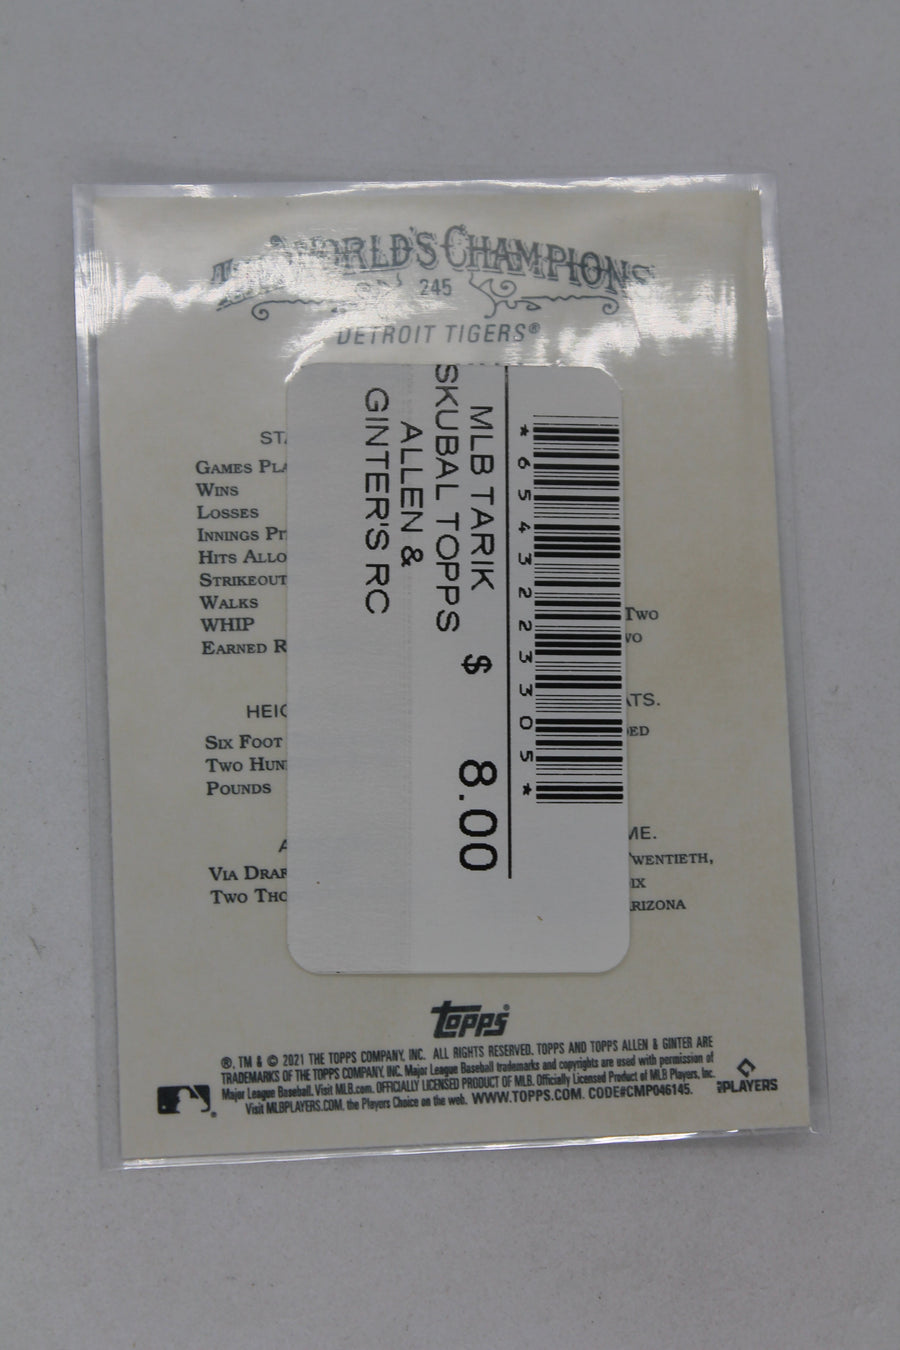 The World's Champions
245
DETROIT TIGERS®
STA
GAMES PLA
WINS
LOSSES
INNINGS PI
HITS ALLO
STRIKEOUT
WALKS
WHIP
EARNED R
TWO
WO
HEIG
ATS.
SIX FOOT
ED
TWO HUN
POUNDS
A
ME.
VIA DRAF
WENTIETH,
TWO THO
IX
RIZONA
MLB TARIK
SKUBAL TOPPS
ALLEN &
GINTER'S RC
$ 8.00
*6543223305*
topps
®, TM & © 2021 THE TOPPS COMPANY, INC. ALL RIGHTS RESERVED. TOPPS AND TOPPS ALLEN & GINTER ARE
TRADEMARKS OF THE TOPPS COMPANY, INC. Major League Baseball trademarks and copyrights are used with permission of
Major League Baseball. Visit MLB.com. OFFICIALLY LICENSED PRODUCT OF MLB. Officially Licensed Product of MLB Players, Inc.
Visit MLBPLAYERS.COM, the Players Choice on the web. WWW.TOPPS.COM. CODE#CMP046145.
PLAYERS